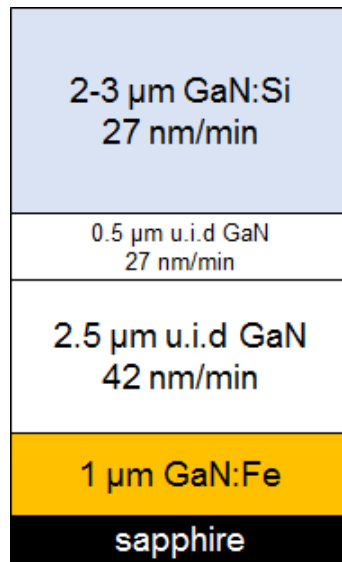 2-3 µm GaN:Si
27 nm/min
0.5 µm u.i.d GaN
27 nm/min
2.5 µm u.i.d GaN
42 nm/min
1 µm GaN:Fe
sapphire